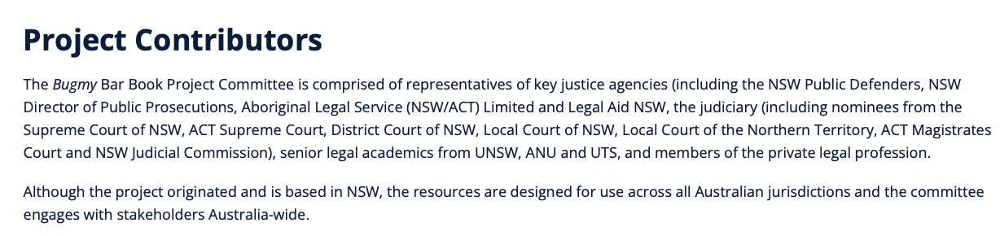 Project Contributors
The Bugmy Bar Book Project Committee is comprised of representatives of key justice agencies (including the NSW Public Defenders, NSW
Director of Public Prosecutions, Aboriginal Legal Service (NSW/ACT) Limited and Legal Aid NSW, the judiciary (including nominees from the
Supreme Court of NSW, ACT Supreme Court, District Court of NSW, Local Court of NSW, Local Court of the Northern Territory, ACT Magistrates
Court and NSW Judicial Commission), senior legal academics from UNSW, ANU and UTS, and members of the private legal profession.
Although the project originated and is based in NSW, the resources are designed for use across all Australian jurisdictions and the committee
engages with stakeholders Australia-wide.